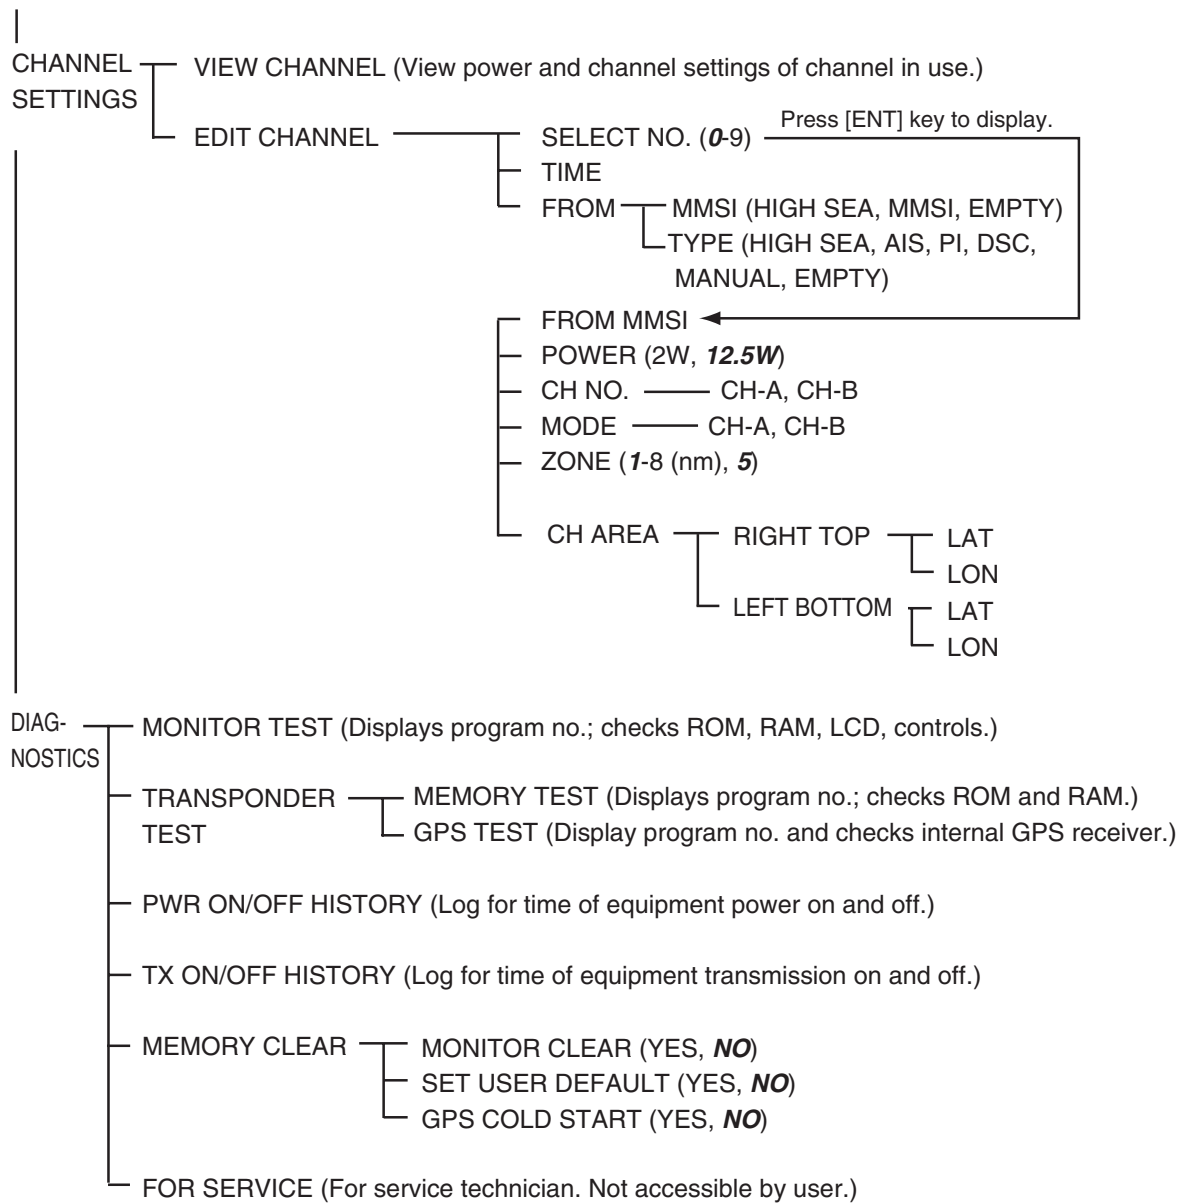 CHANNEL SETTINGS
VIEW CHANNEL (View power and channel settings of channel in use.)
EDIT CHANNEL
SELECT NO. (0-9)
Press [ENT] key to display.
TIME
FROM
MMSI (HIGH SEA, MMSI, EMPTY)
TYPE (HIGH SEA, AIS, PI, DSC,
MANUAL, EMPTY)
FROM MMSI
POWER (2W, 12.5W)
CH NO.
CH-A, CH-B
MODE
CH-A, CH-B
ZONE (1-8 (nm), 5)
CH AREA
RIGHT TOP
LAT
LON
LEFT BOTTOM
LAT
LON
DIAG-
NOSTICS
MONITOR TEST (Displays program no.; checks ROM, RAM, LCD, controls.)
TRANSPONDER
TEST
MEMORY TEST (Displays program no.; checks ROM and RAM.)
GPS TEST (Display program no. and checks internal GPS receiver.)
PWR ON/OFF HISTORY (Log for time of equipment power on and off.)
TX ON/OFF HISTORY (Log for time of equipment transmission on and off.)
MEMORY CLEAR
MONITOR CLEAR (YES, NO)
SET USER DEFAULT (YES, NO)
GPS COLD START (YES, NO)
FOR SERVICE (For service technician. Not accessible by user.)